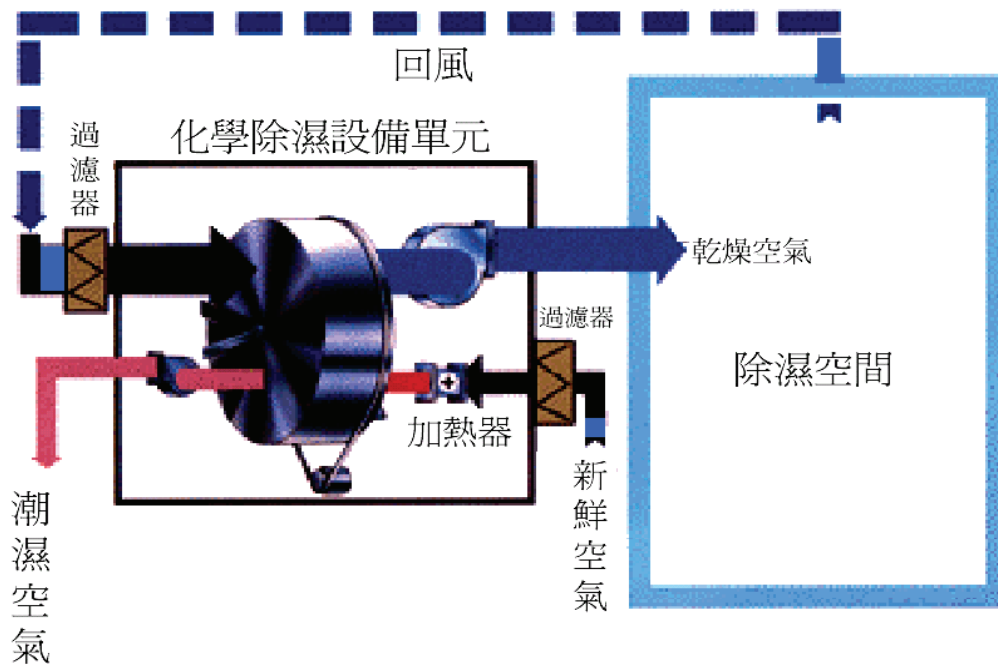 回風
化學除濕設備單元
過濾器
乾燥空氣
過濾器
除濕空間
加熱器
新鮮空氣
潮濕空氣